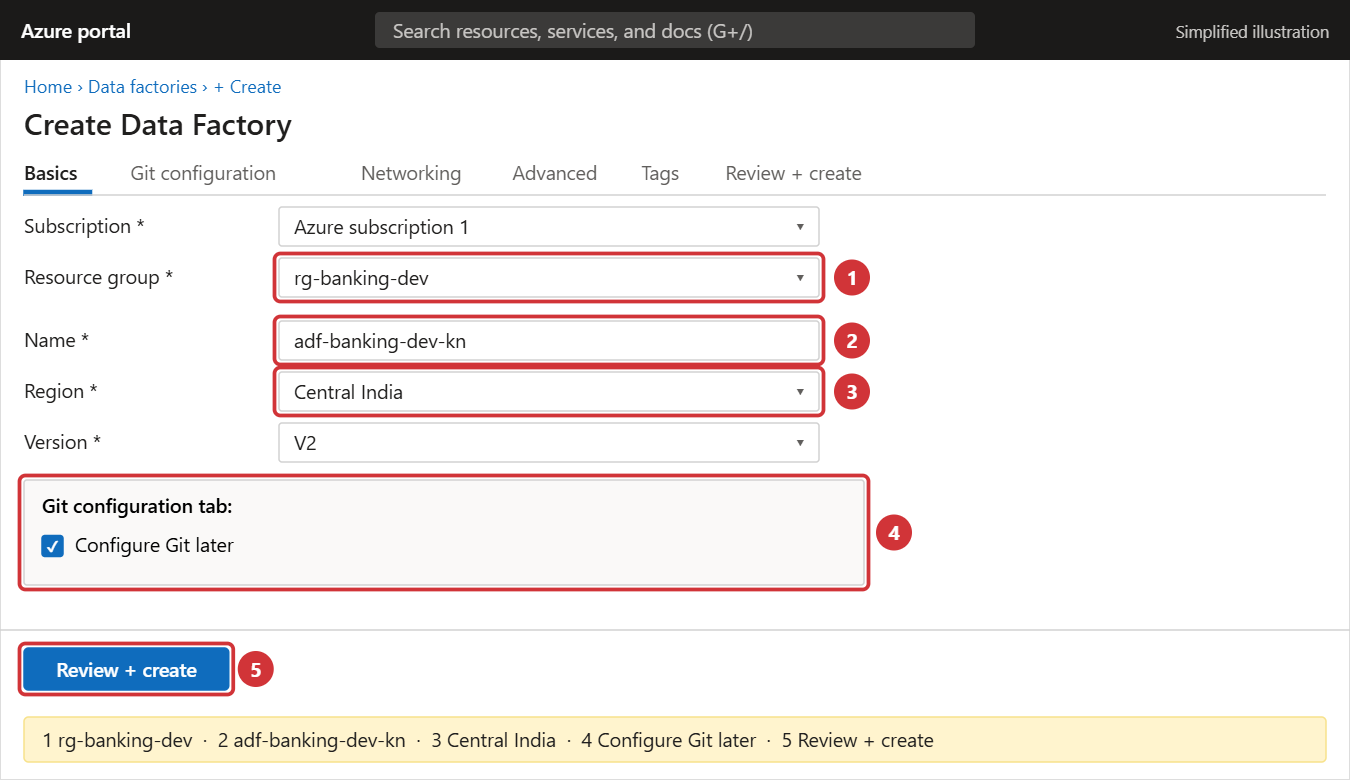 Azure portal
Search resources, services, and docs (G+/)
Simplified illustration
Home › Data factories › + Create
Create Data Factory
Basics Git configuration Networking Advanced Tags Review + create
Subscription * Azure subscription 1
Resource group * rg-banking-dev 1
Name * adf-banking-dev-kn 2
Region * Central India 3
Version * V2
Git configuration tab:
Configure Git later
4
Review + create 5
1 rg-banking-dev · 2 adf-banking-dev-kn · 3 Central India · 4 Configure Git later · 5 Review + create